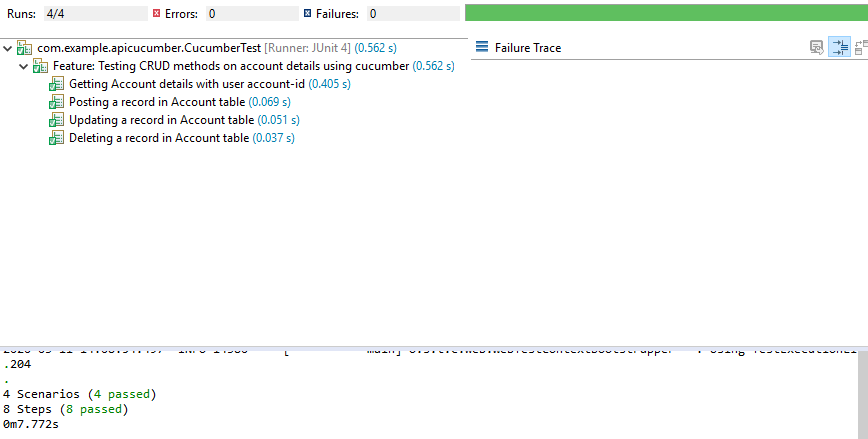 Runs: 4/4 Errors: 0 Failures: 0
com.example.apicucumber.CucumberTest [Runner: JUnit 4] (0.562 s)
Failure Trace
Feature: Testing CRUD methods on account details using cucumber (0.562 s)
Getting Account details with user account-id (0.405 s)
Posting a record in Account table (0.069 s)
Updating a record in Account table (0.051 s)
Deleting a record in Account table (0.037 s)
.204
.
4 Scenarios (4 passed)
8 Steps (8 passed)
0m7.772s